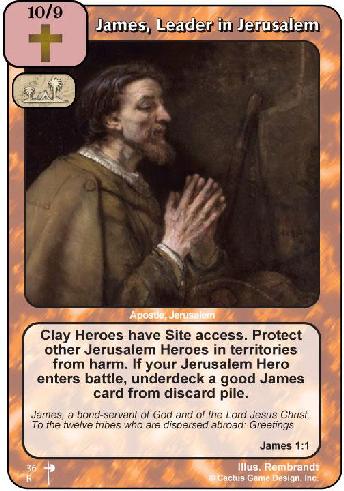 10/9
James, Leader in Jerusalem
Apostle, Jerusalem
Clay Heroes have Site access. Protect
other Jerusalem Heroes in territories
from harm. If your Jerusalem Hero
enters battle, underdeck a good James
card from discard pile.
James, a bond-servant of God and of the Lord Jesus Christ
To the twelve tribes who are dispersed abroad: Greetings
James 1:1
36
R
Illus. Rembrandt
© Cactus Game Design, Inc.